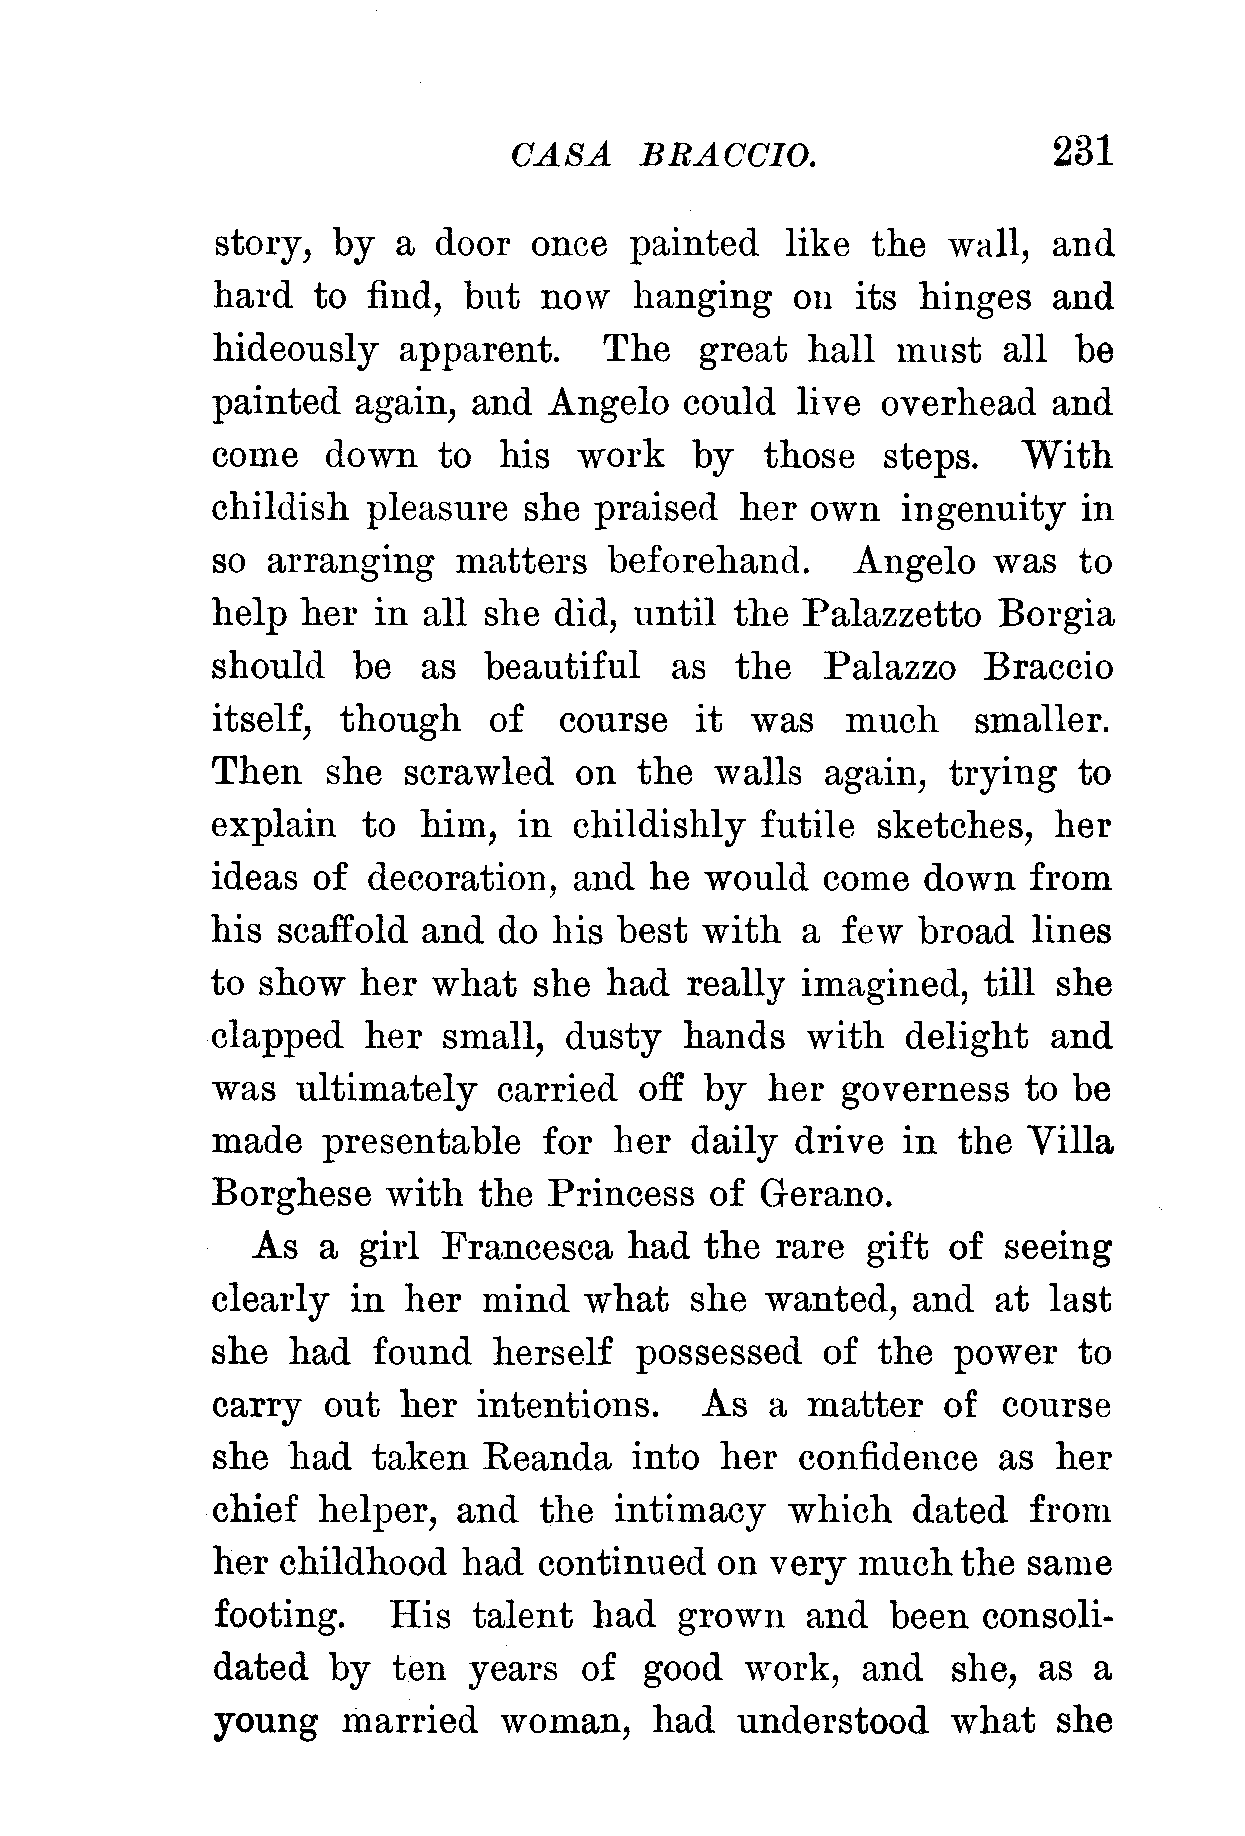 CASA BRACCIO. 231
story, by a door once painted like the wall, and
hard to find, but now hanging on its hinges and
hideously apparent. The great hall must all be
painted again, and Angelo could live overhead and
come down to his work by those steps. With
childish pleasure she praised her own ingenuity in
so arranging matters beforehand. Angelo was to
help her in all she did, until the Palazzetto Borgia
should be as beautiful as the Palazzo Braccio
itself, though of course it was much smaller.
Then she scrawled on the walls again, trying to
explain to him, in childishly futile sketches, her
ideas of decoration, and he would come down from
his scaffold and do his best with a few broad lines
to show her what she had really imagined, till she
clapped her small, dusty hands with delight and
was ultimately carried off by her governess to be
made presentable for her daily drive in the Villa
Borghese with the Princess of Gerano.
As a girl Francesca had the rare gift of seeing
clearly in her mind what she wanted, and at last
she had found herself possessed of the power to
carry out her intentions. As a matter of course
she had taken Reanda into her confidence as her
chief helper, and the intimacy which dated from
her childhood had continued on very much the same
footing. His talent had grown and been consoli-
dated by ten years of good work, and she, as a
young married woman, had understood what she